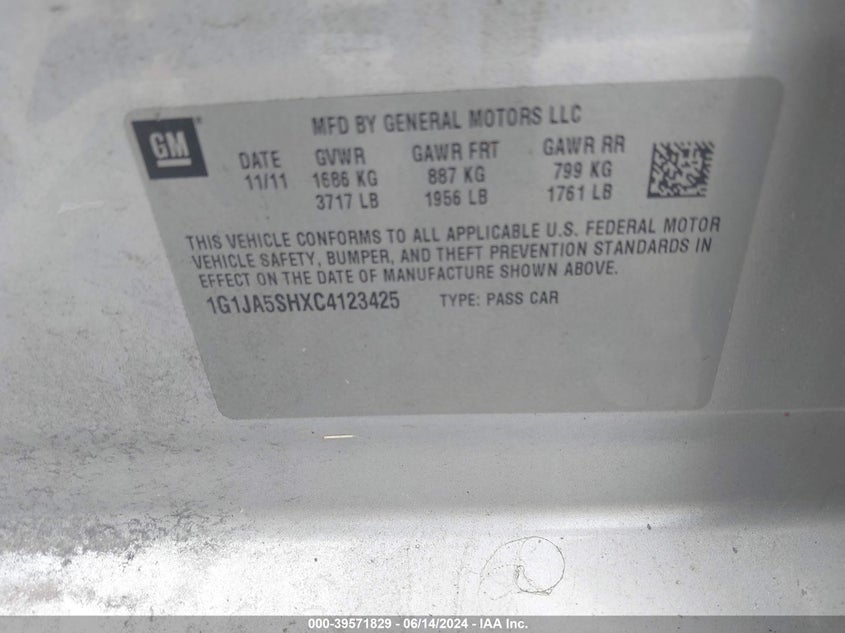 GM
MFD BY GENERAL MOTORS LLC
DATE GVWR GAWR FRT GAWR RR
11/11 1686 KG 887 KG 799 KG
3717 LB 1956 LB 1761 LB
THIS VEHICLE CONFORMS TO ALL APPLICABLE U.S. FEDERAL MOTOR
VEHICLE SAFETY, BUMPER, AND THEFT PREVENTION STANDARDS IN
EFFECT ON THE DATE OF MANUFACTURE SHOWN ABOVE.
1G1JA5SHXC4123425 TYPE: PASS CAR
000-39571829 - 06/14/2024 - IAA Inc.